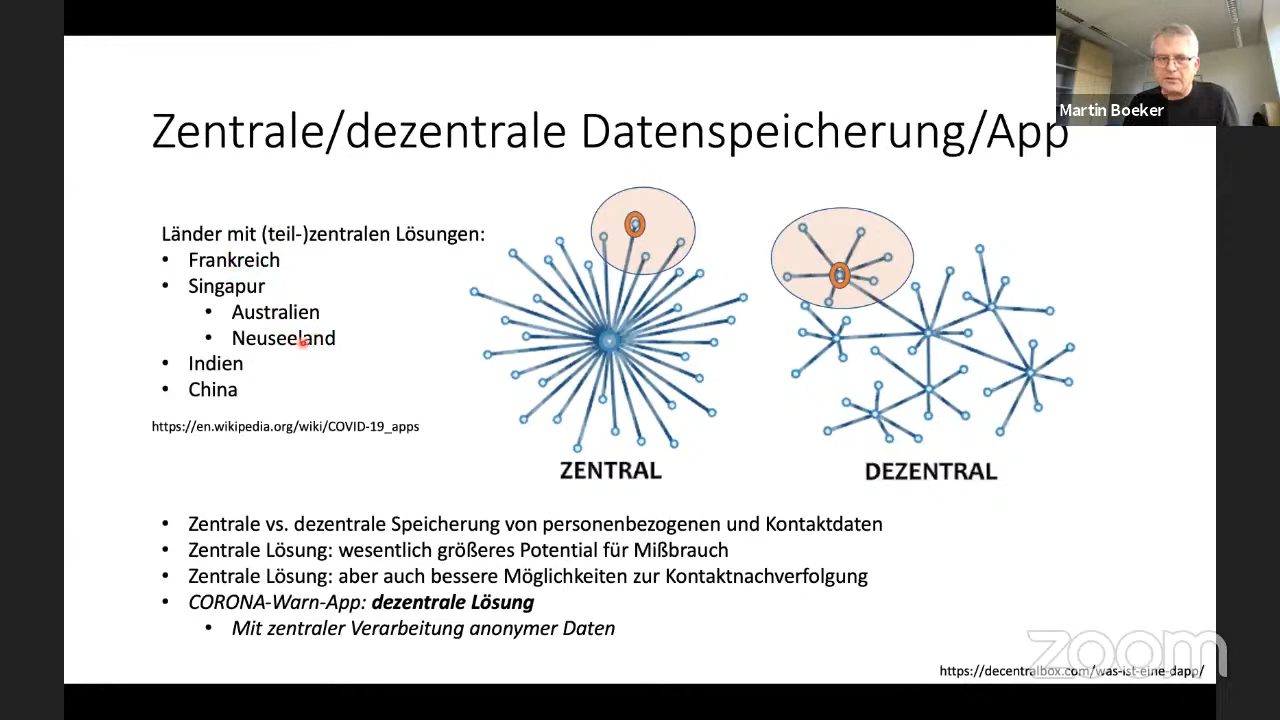 Martin Boeker
Zentrale/dezentrale Datenspeicherung/App
Länder mit (teil-)zentralen Lösungen:
• Frankreich
• Singapur
• Australien
• Neuseeland
• Indien
• China
https://en.wikipedia.org/wiki/COVID-19_apps
ZENTRAL
DEZENTRAL
• Zentrale vs. dezentrale Speicherung von personenbezogenen und Kontaktdaten
• Zentrale Lösung: wesentlich größeres Potential für Mißbrauch
• Zentrale Lösung: aber auch bessere Möglichkeiten zur Kontaktnachverfolgung
• CORONA-Warn-App: dezentrale Lösung
• Mit zentraler Verarbeitung anonymer Daten
zoom
https://decentralbox.com/was-ist-eine-dapp/